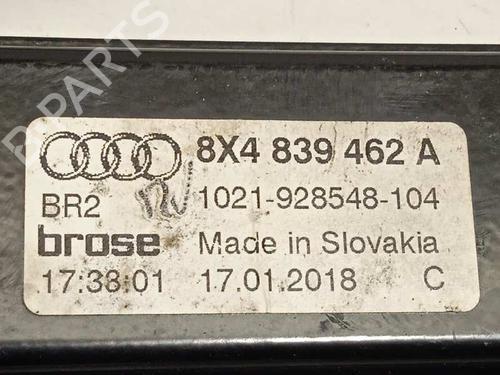 B-PARTS
8X4 839 462 A
BR2 1021-928548-104
brose Made in Slovakia
17:38:01 17.01.2018 C